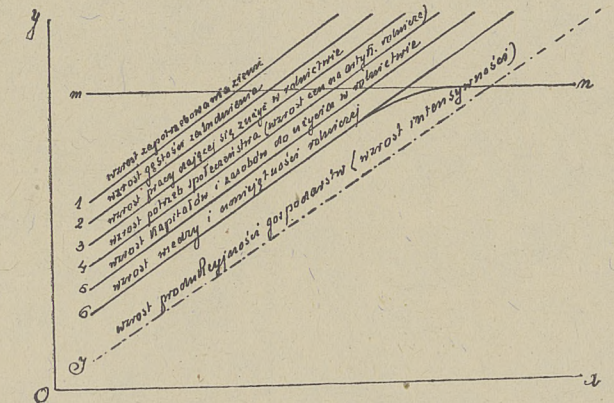 y
m
n
wzrost zapotrzebowania ziemi
1
wzrost gęstości zaludnienia
2
wzrost pracy dającej się znaleźć w rolnictwie
3
wzrost potrzeb społeczeństwa (wzrost cen na artyk. rolnicze)
4
wzrost kapitałów i zasobów do użycia w rolnictwie
5
wzrost wiedzy i umiejętności rolniczej
6
wzrost produkcyjności gospodarstw (wzrost intensywności)
J
O
x